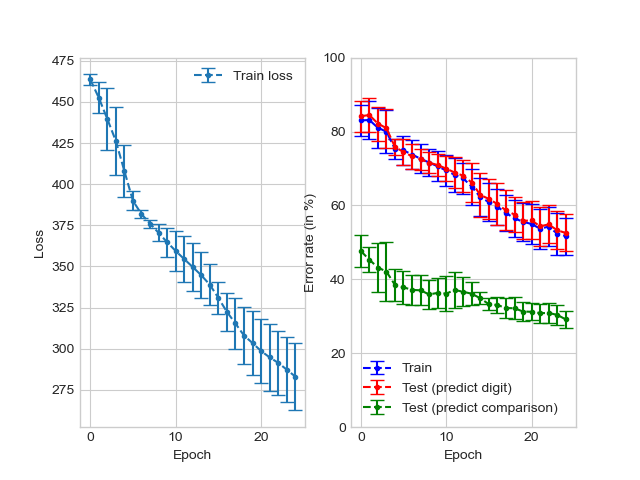 475
450
425
400
375
350
325
300
275
Loss
0
10
20
Epoch
Train loss
100
80
60
40
20
0
Error rate (in %)
0
10
20
Epoch
Train
Test (predict digit)
Test (predict comparison)